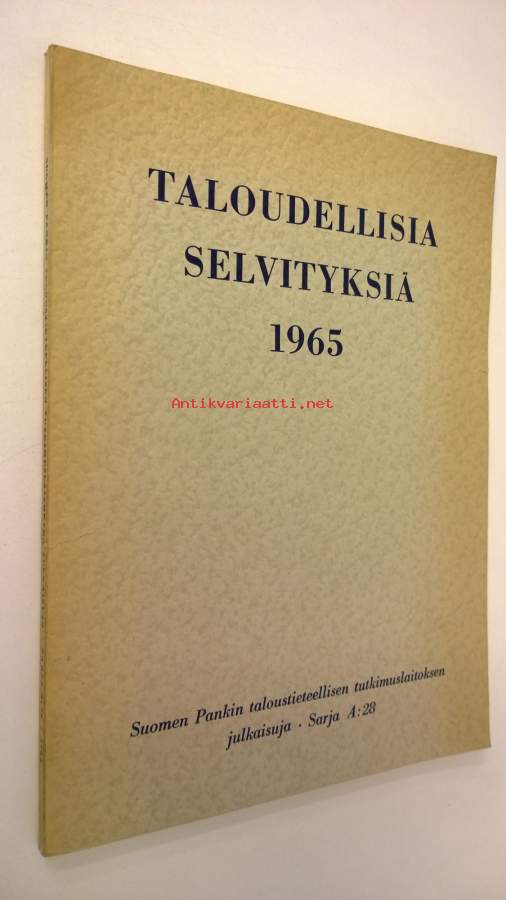 TALOUDELLISIA
SELVITYKSIÄ
1965
Antikvariaatti.net
Suomen Pankin taloustieteellisen tutkimuslaitoksen
julkaisuja . Sarja A:28